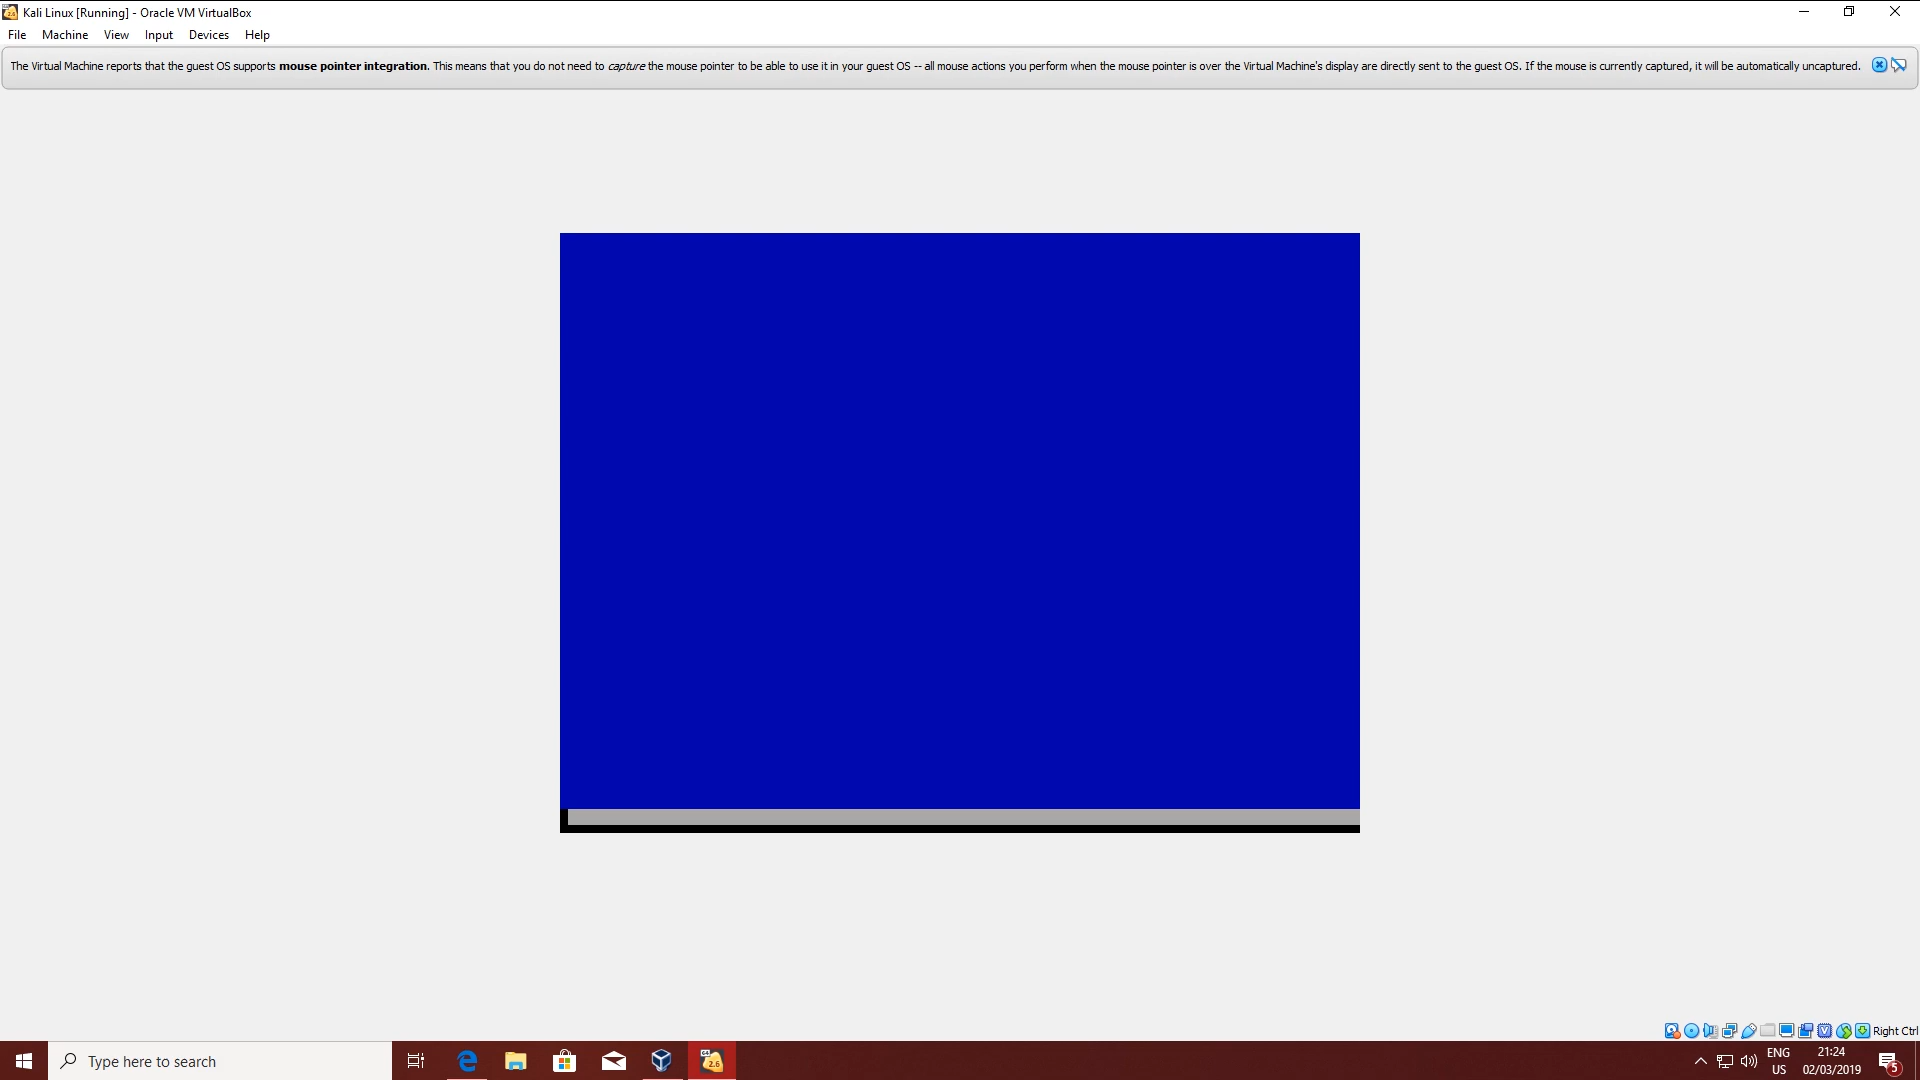 Kali Linux [Running] - Oracle VM VirtualBox
File Machine View Input Devices Help
The Virtual Machine reports that the guest OS supports mouse pointer integration. This means that you do not need to capture the mouse pointer to be able to use it in your guest OS -- all mouse actions you perform when the mouse pointer is over the Virtual Machine's display are directly sent to the guest OS. If the mouse is currently captured, it will be automatically uncaptured.
Right Ctrl
Type here to search
2.6
ENG
US
21:24
02/03/2019
5